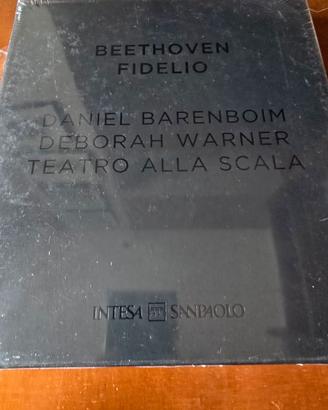 BEETHOVEN
FIDELIO
DANIEL BARENBOIM
DEBORAH WARNER
TEATRO ALLA SCALA
INTESA SANPAOLO